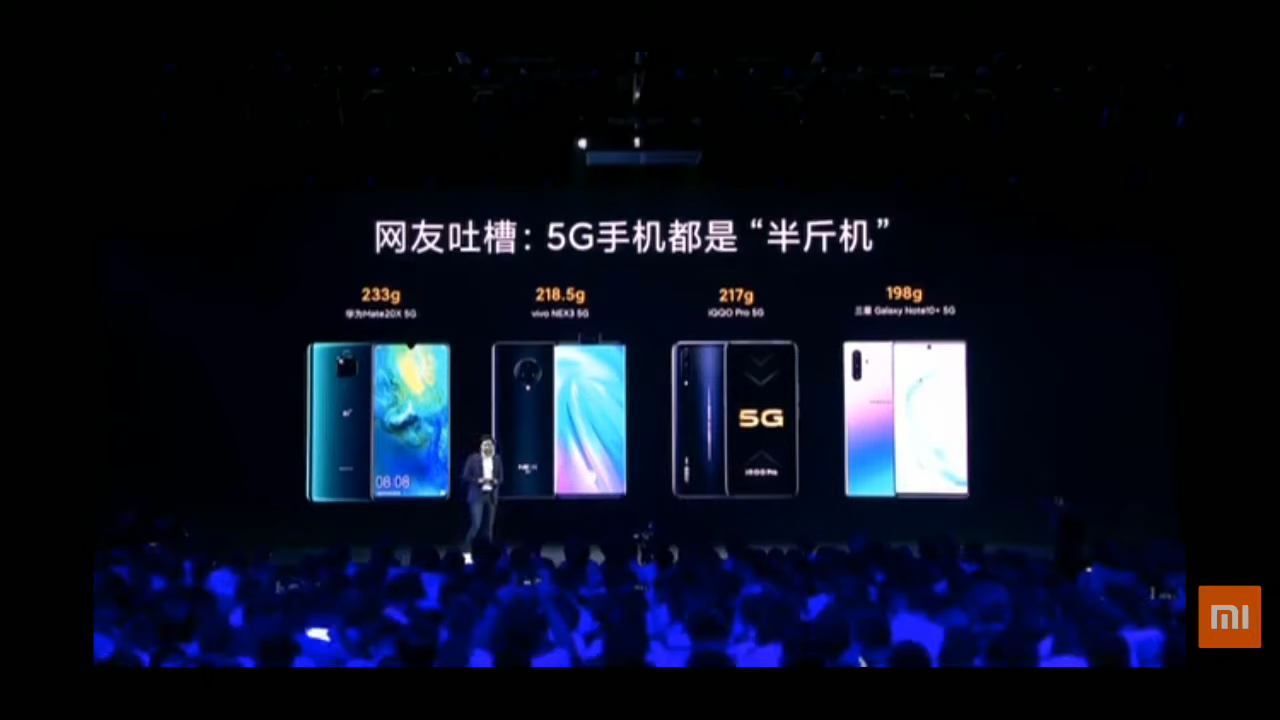 网友吐槽：5G手机都是“半斤机”
233g
218.5g
217g
198g
华为Mate20X 5G
vivo NEX3 5G
iQOO Pro 5G
三星 Galaxy Note10+ 5G
5G
08:08
iQOO Pro
mi